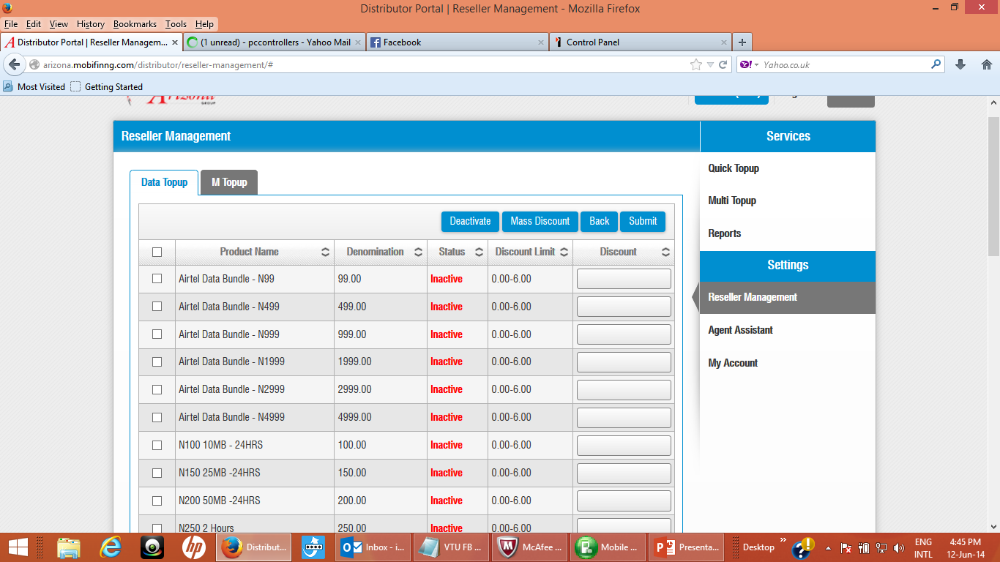 Distributor Portal | Reseller Management - Mozilla Firefox
File Edit View History Bookmarks Tools Help
Distributor Portal | Reseller Managem... (1 unread) - pccontrollers - Yahoo Mail Facebook Control Panel
arizona.mobifinng.com/distributor/reseller-management/# Yahoo.co.uk
Most Visited Getting Started
Arizona
GROUP
Reseller Management Services
Quick Topup
Data Topup M Topup
Multi Topup
Deactivate Mass Discount Back Submit
Reports
Product Name Denomination Status Discount Limit Discount
Settings
Airtel Data Bundle - N99 99.00 Inactive 0.00-6.00
Reseller Management
Airtel Data Bundle - N499 499.00 Inactive 0.00-6.00
Agent Assistant
Airtel Data Bundle - N999 999.00 Inactive 0.00-6.00
Airtel Data Bundle - N1999 1999.00 Inactive 0.00-6.00
My Account
Airtel Data Bundle - N2999 2999.00 Inactive 0.00-6.00
Airtel Data Bundle - N4999 4999.00 Inactive 0.00-6.00
N100 10MB - 24HRS 100.00 Inactive 0.00-6.00
N150 25MB -24HRS 150.00 Inactive 0.00-6.00
N200 50MB -24HRS 200.00 Inactive 0.00-6.00
N250 2 Hours 250.00 Inactive 0.00-6.00
Distribut... Inbox - i... VTU FB ... McAfee ... Mobile ... Presenta... Desktop ENG 4:45 PM
INTL 12-Jun-14